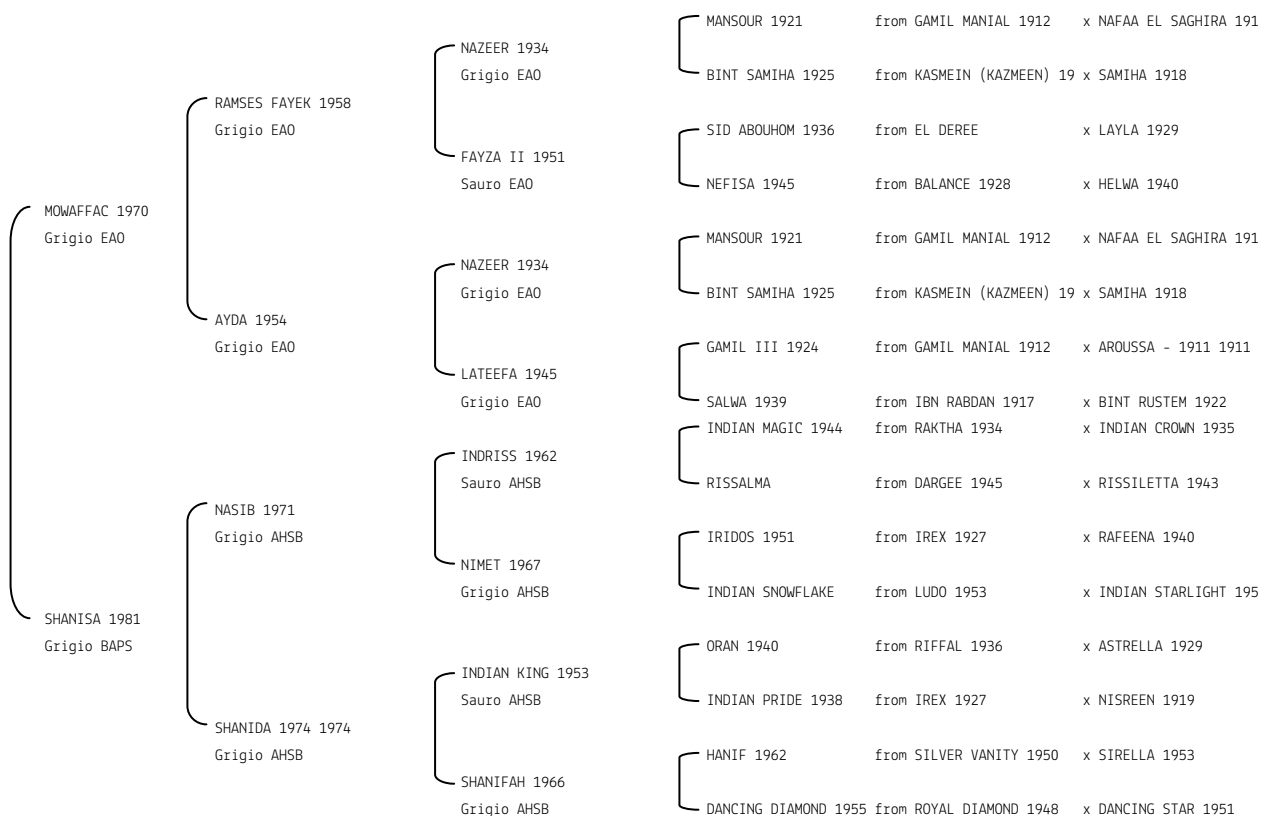 MANSOUR 1921 from GAMIL MANIAL 1912 x NAFAA EL SAGHIRA 191
NAZEER 1934
Grigio EAO
BINT SAMIHA 1925 from KASMEIN (KAZMEEN) 19 x SAMIHA 1918
RAMSES FAYEK 1958
Grigio EAO
SID ABOUHOM 1936 from EL DEREE x LAYLA 1929
FAYZA II 1951
Sauro EAO
NEFISA 1945 from BALANCE 1928 x HELWA 1940
MOWAFFAC 1970
Grigio EAO
MANSOUR 1921 from GAMIL MANIAL 1912 x NAFAA EL SAGHIRA 191
NAZEER 1934
Grigio EAO
BINT SAMIHA 1925 from KASMEIN (KAZMEEN) 19 x SAMIHA 1918
AYDA 1954
Grigio EAO
GAMIL III 1924 from GAMIL MANIAL 1912 x AROUSSA - 1911 1911
LATEEFA 1945
Grigio EAO
SALWA 1939 from IBN RABDAN 1917 x BINT RUSTEM 1922
INDIAN MAGIC 1944 from RAKTHA 1934 x INDIAN CROWN 1935
INDRISS 1962
Sauro AHSB
RISSALMA from DARGEE 1945 x RISSILETTA 1943
NASIB 1971
Grigio AHSB
IRIDOS 1951 from IREX 1927 x RAFEENA 1940
NIMET 1967
Grigio AHSB
INDIAN SNOWFLAKE from LUDO 1953 x INDIAN STARLIGHT 195
SHANISA 1981
Grigio BAPS
ORAN 1940 from RIFFAL 1936 x ASTRELLA 1929
INDIAN KING 1953
Sauro AHSB
INDIAN PRIDE 1938 from IREX 1927 x NISREEN 1919
SHANIDA 1974 1974
Grigio AHSB
HANIF 1962 from SILVER VANITY 1950 x SIRELLA 1953
SHANIFAH 1966
Grigio AHSB
DANCING DIAMOND 1955 from ROYAL DIAMOND 1948 x DANCING STAR 1951